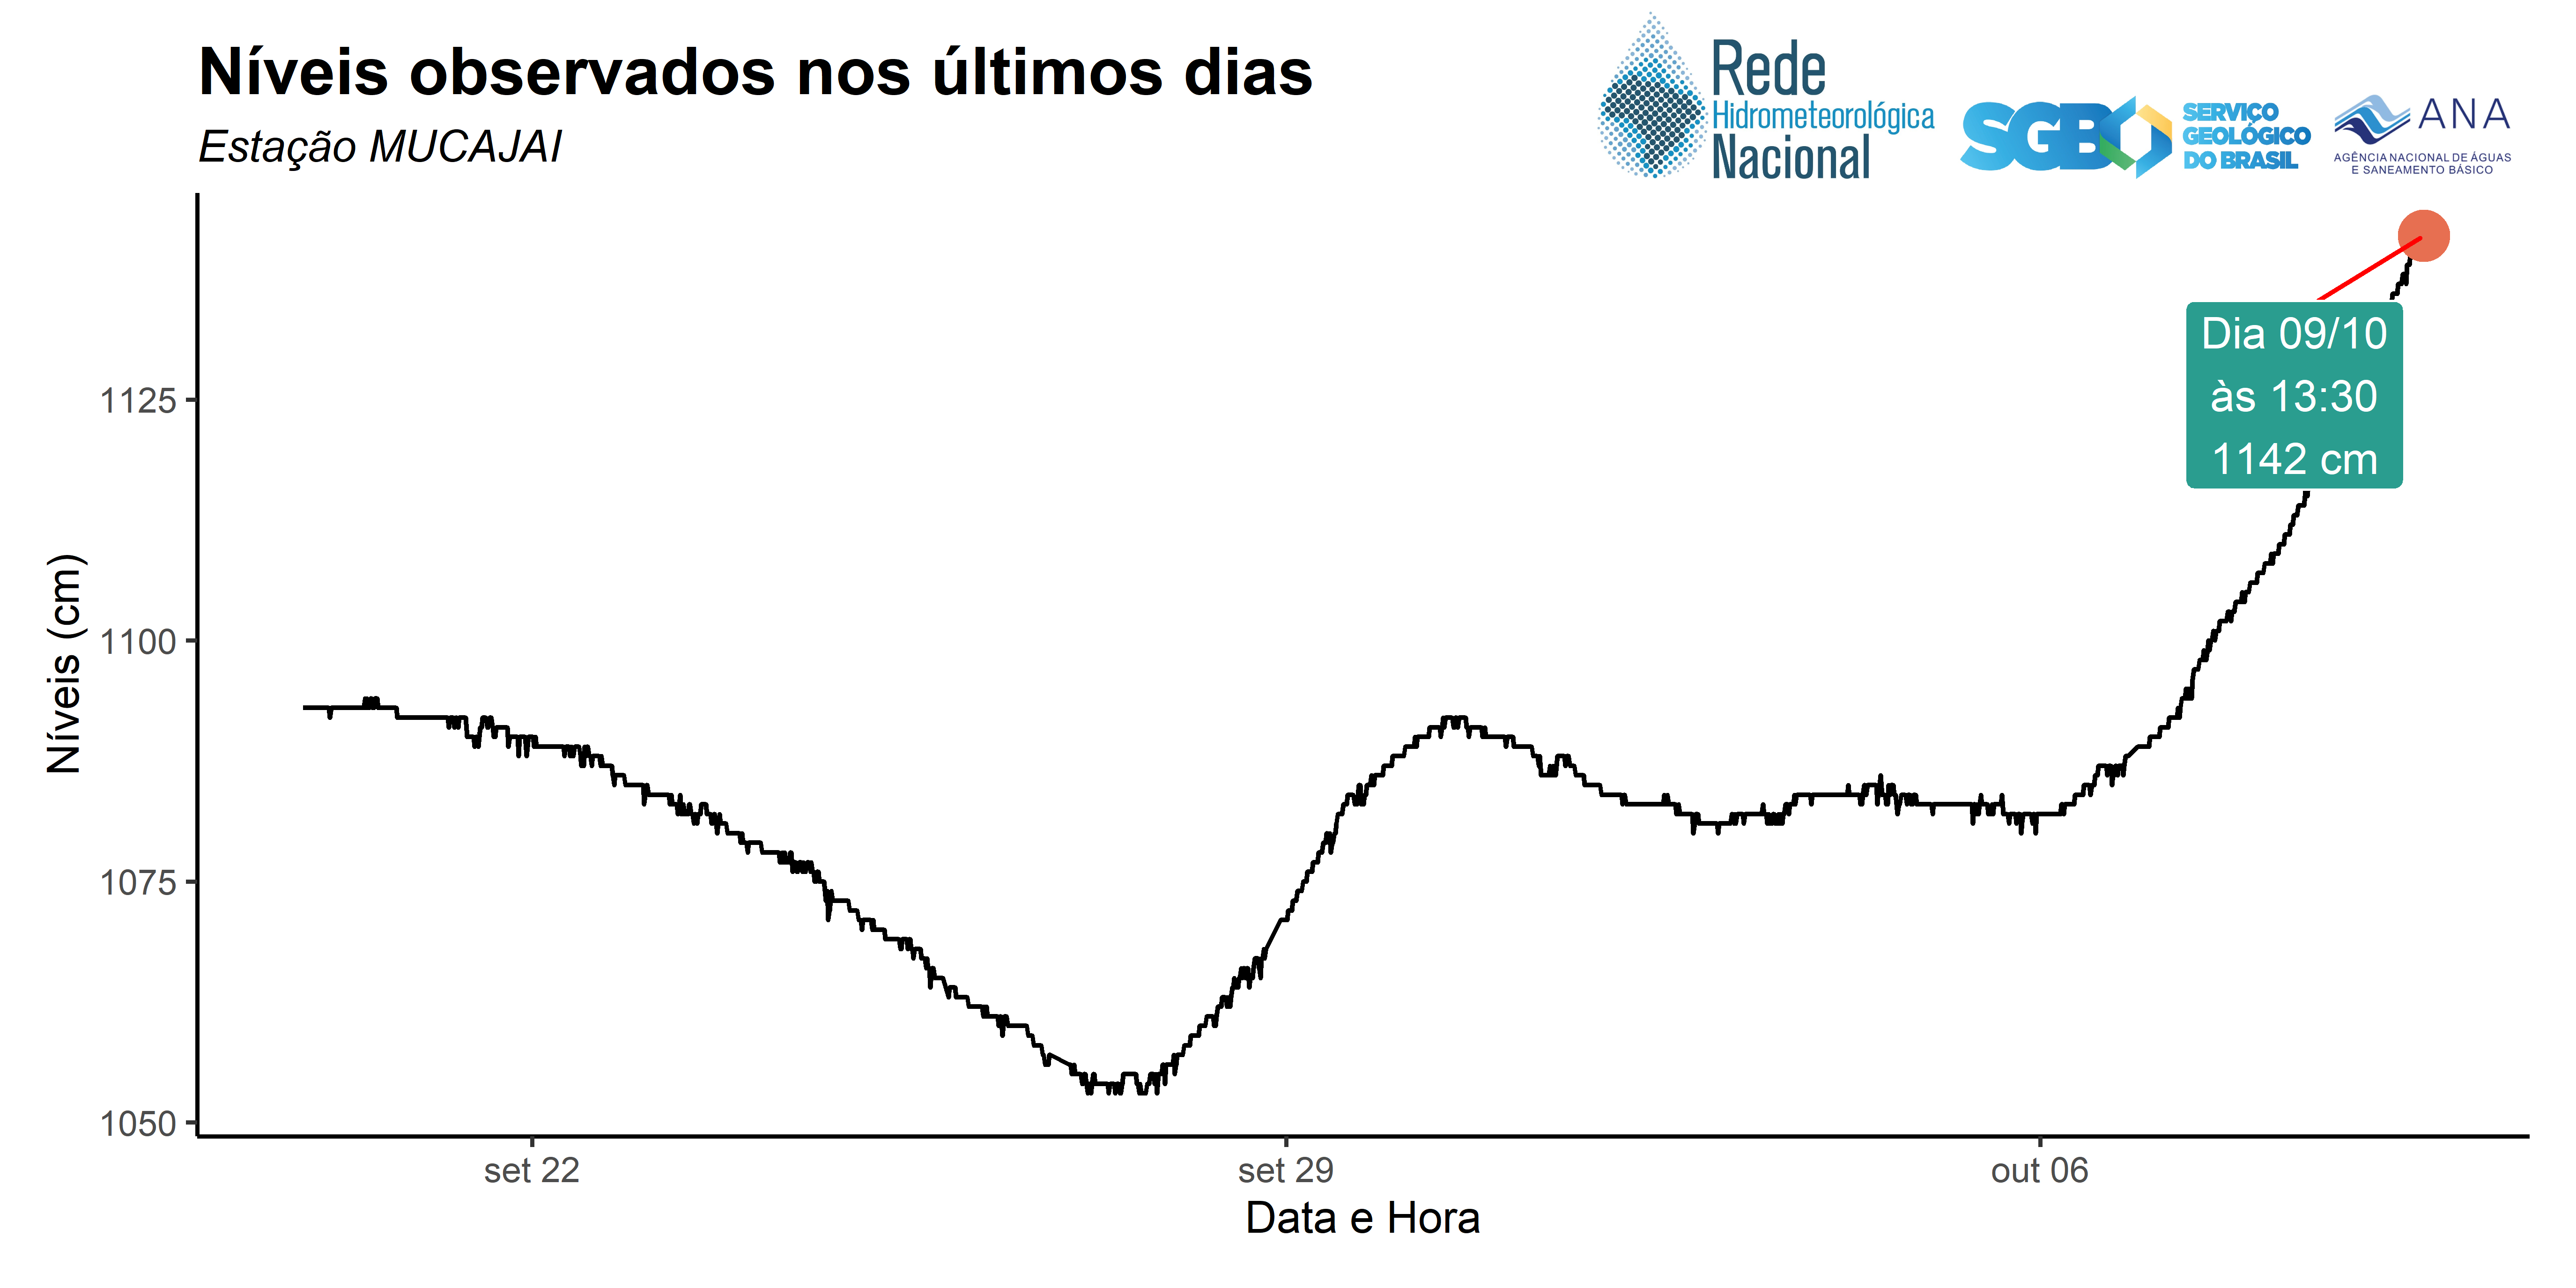 Níveis observados nos últimos dias
Estação MUCAJAI
Rede
Hidrometeorológica
Nacional
SGB
SERVIÇO
GEOLÓGICO
DO BRASIL
ANA
AGÊNCIA NACIONAL DE ÁGUAS
E SANEAMENTO BÁSICO
Dia 09/10
às 13:30
1142 cm
Níveis (cm)
1125
1100
1075
1050
set 22
set 29
out 06
Data e Hora